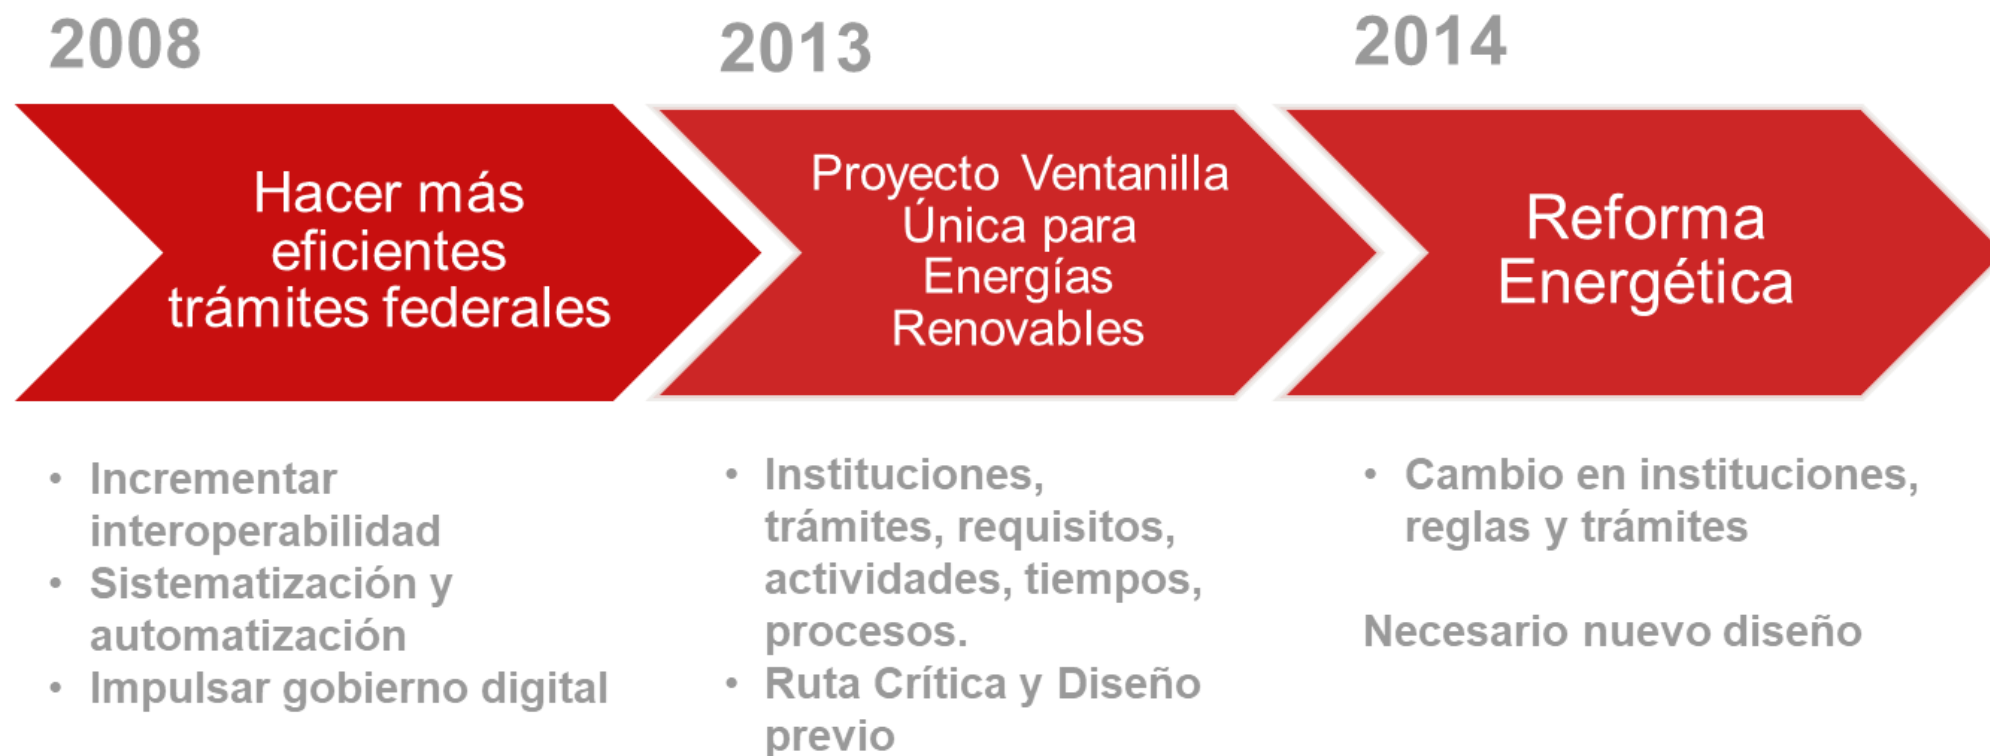 2008
Hacer más
eficientes
trámites federales
• Incrementar
interoperabilidad
• Sistematización y
automatización
• Impulsar gobierno digital
2013
Proyecto Ventanilla
Única para
Energías
Renovables
• Instituciones,
trámites, requisitos,
actividades, tiempos,
procesos.
• Ruta Crítica y Diseño
previo
2014
Reforma
Energética
• Cambio en instituciones,
reglas y trámites
Necesario nuevo diseño